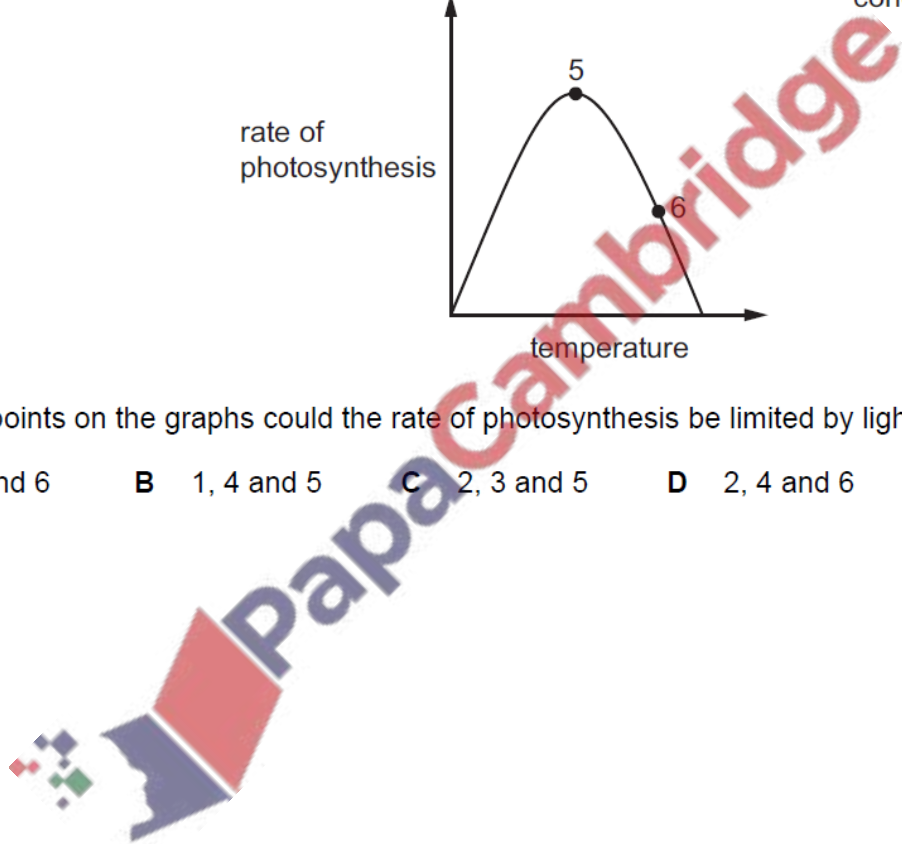 5
rate of
photosynthesis
6
temperature
points on the graphs could the rate of photosynthesis be limited by
nd 6 B 1, 4 and 5 C 2, 3 and 5 D 2, 4 and 6
PapaCambridge